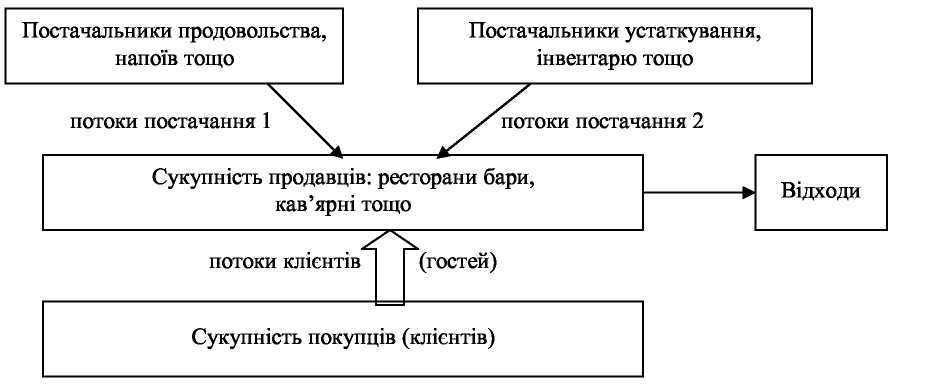 Постачальники продовольства,
напоїв тощо
Постачальники устаткування,
інвентарю тощо
потоки постачання 1
потоки постачання 2
Сукупність продавців: ресторани бари,
кав’ярні тощо
Відходи
потоки клієнтів (гостей)
Сукупність покупців (клієнтів)